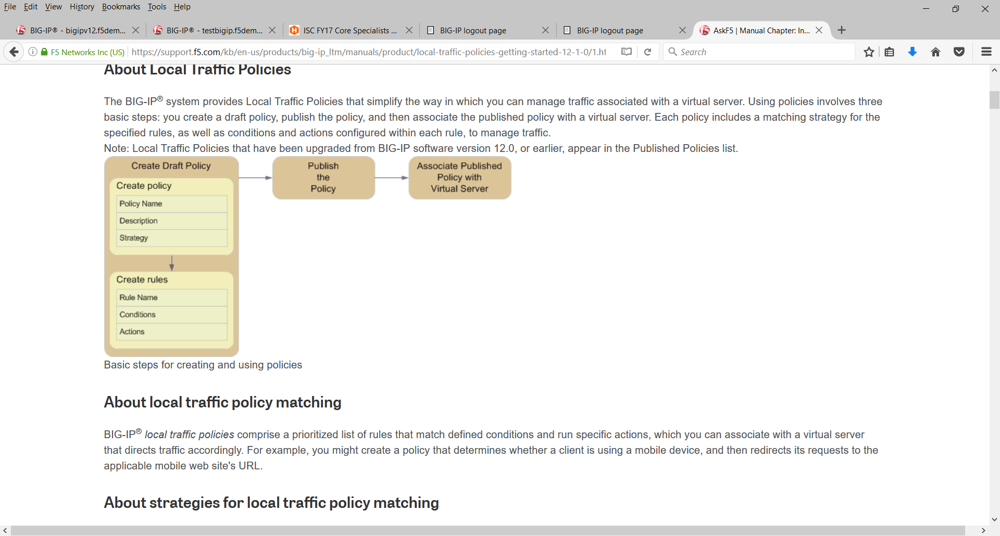 File Edit View History Bookmarks Tools Help
BIG-IP® - bigipv12.f5dem... BIG-IP® - testbigip.f5dem... ISC FY17 Core Specialists ... BIG-IP logout page BIG-IP logout page AskF5 | Manual Chapter: In...
F5 Networks Inc (US) https://support.f5.com/kb/en-us/products/big-ip_ltm/manuals/product/local-traffic-policies-getting-started-12-1-0/1.ht Search
About Local Traffic Policies
The BIG-IP® system provides Local Traffic Policies that simplify the way in which you can manage traffic associated with a virtual server. Using policies involves three
basic steps: you create a draft policy, publish the policy, and then associate the published policy with a virtual server. Each policy includes a matching strategy for the
specified rules, as well as conditions and actions configured within each rule, to manage traffic.
Note: Local Traffic Policies that have been upgraded from BIG-IP software version 12.0, or earlier, appear in the Published Policies list.
Create Draft Policy
Create policy
Policy Name
Description
Strategy
Create rules
Rule Name
Conditions
Actions
Publish
the
Policy
Associate Published
Policy with
Virtual Server
Basic steps for creating and using policies
About local traffic policy matching
BIG-IP® local traffic policies comprise a prioritized list of rules that match defined conditions and run specific actions, which you can associate with a virtual server
that directs traffic accordingly. For example, you might create a policy that determines whether a client is using a mobile device, and then redirects its requests to the
applicable mobile web site's URL.
About strategies for local traffic policy matching